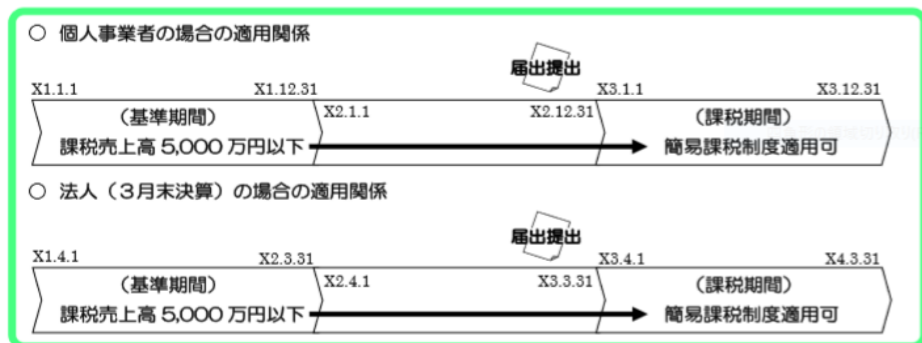 ○ 個人事業者の場合の適用関係
届出提出
X1.1.1 X1.12.31 X3.1.1 X3.12.31
（基準期間） X2.1.1 X2.12.31 （課税期間）
課税売上高 5,000 万円以下 簡易課税制度適用可
○ 法人（３月末決算）の場合の適用関係
届出提出
X1.4.1 X2.3.31 X3.4.1 X4.3.31
（基準期間） X2.4.1 X3.3.31 （課税期間）
課税売上高 5,000 万円以下 簡易課税制度適用可